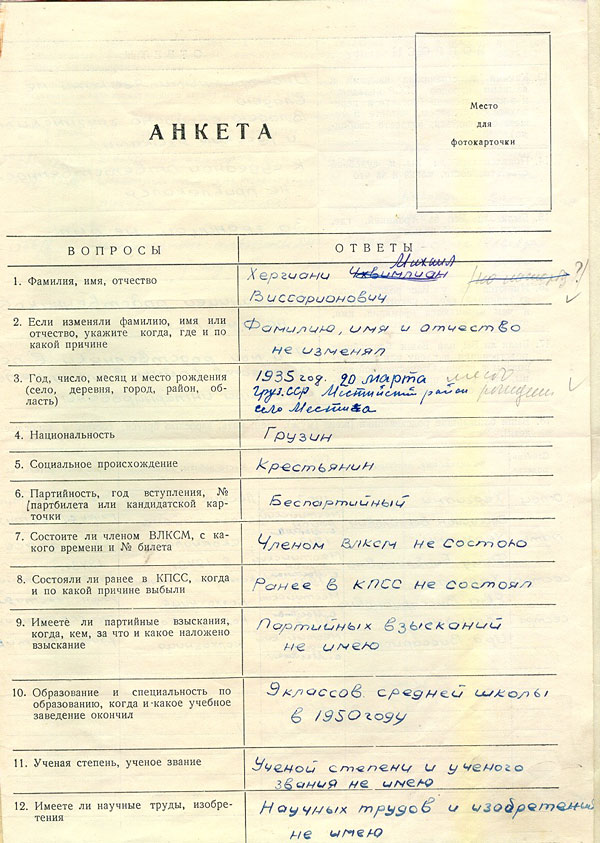 Место
для
фотокарточки
АНКЕТА
ВОПРОСЫ
ОТВЕТЫ
1. Фамилия, имя, отчество
Михаил
Хергиани Чхвимлиан
Виссарионович
2. Если изменяли фамилию, имя или
отчество, укажите когда, где и по
какой причине
Фамилию, имя и отчество
не изменял
3. Год, число, месяц и место рождения
(село, деревня, город, район, об-
ласть)
1935 год. 20 марта место
Груз.ССР Местийский район рождения
село Местиа
4. Национальность
Грузин
5. Социальное происхождение
Крестьянин
6. Партийность, год вступления, №
партбилета или кандидатской кар-
точки
Беспартийный
7. Состоите ли членом ВЛКСМ, с ка-
кого времени и № билета
Членом ВЛКСМ не состою
8. Состояли ли ранее в КПСС, когда
и по какой причине выбыли
Ранее в КПСС не состоял
9. Имеете ли партийные взыскания,
когда, кем, за что и какое наложено
взыскание
Партийных взысканий
не имею
10. Образование и специальность по
образованию, когда и какое учебное
заведение окончил
9 классов средней школы
в 1950 году
11. Ученая степень, ученое звание
Ученой степени и ученого
звания не имею
12. Имеете ли научные труды, изобре-
тения
Научных трудов и изобретений
не имею